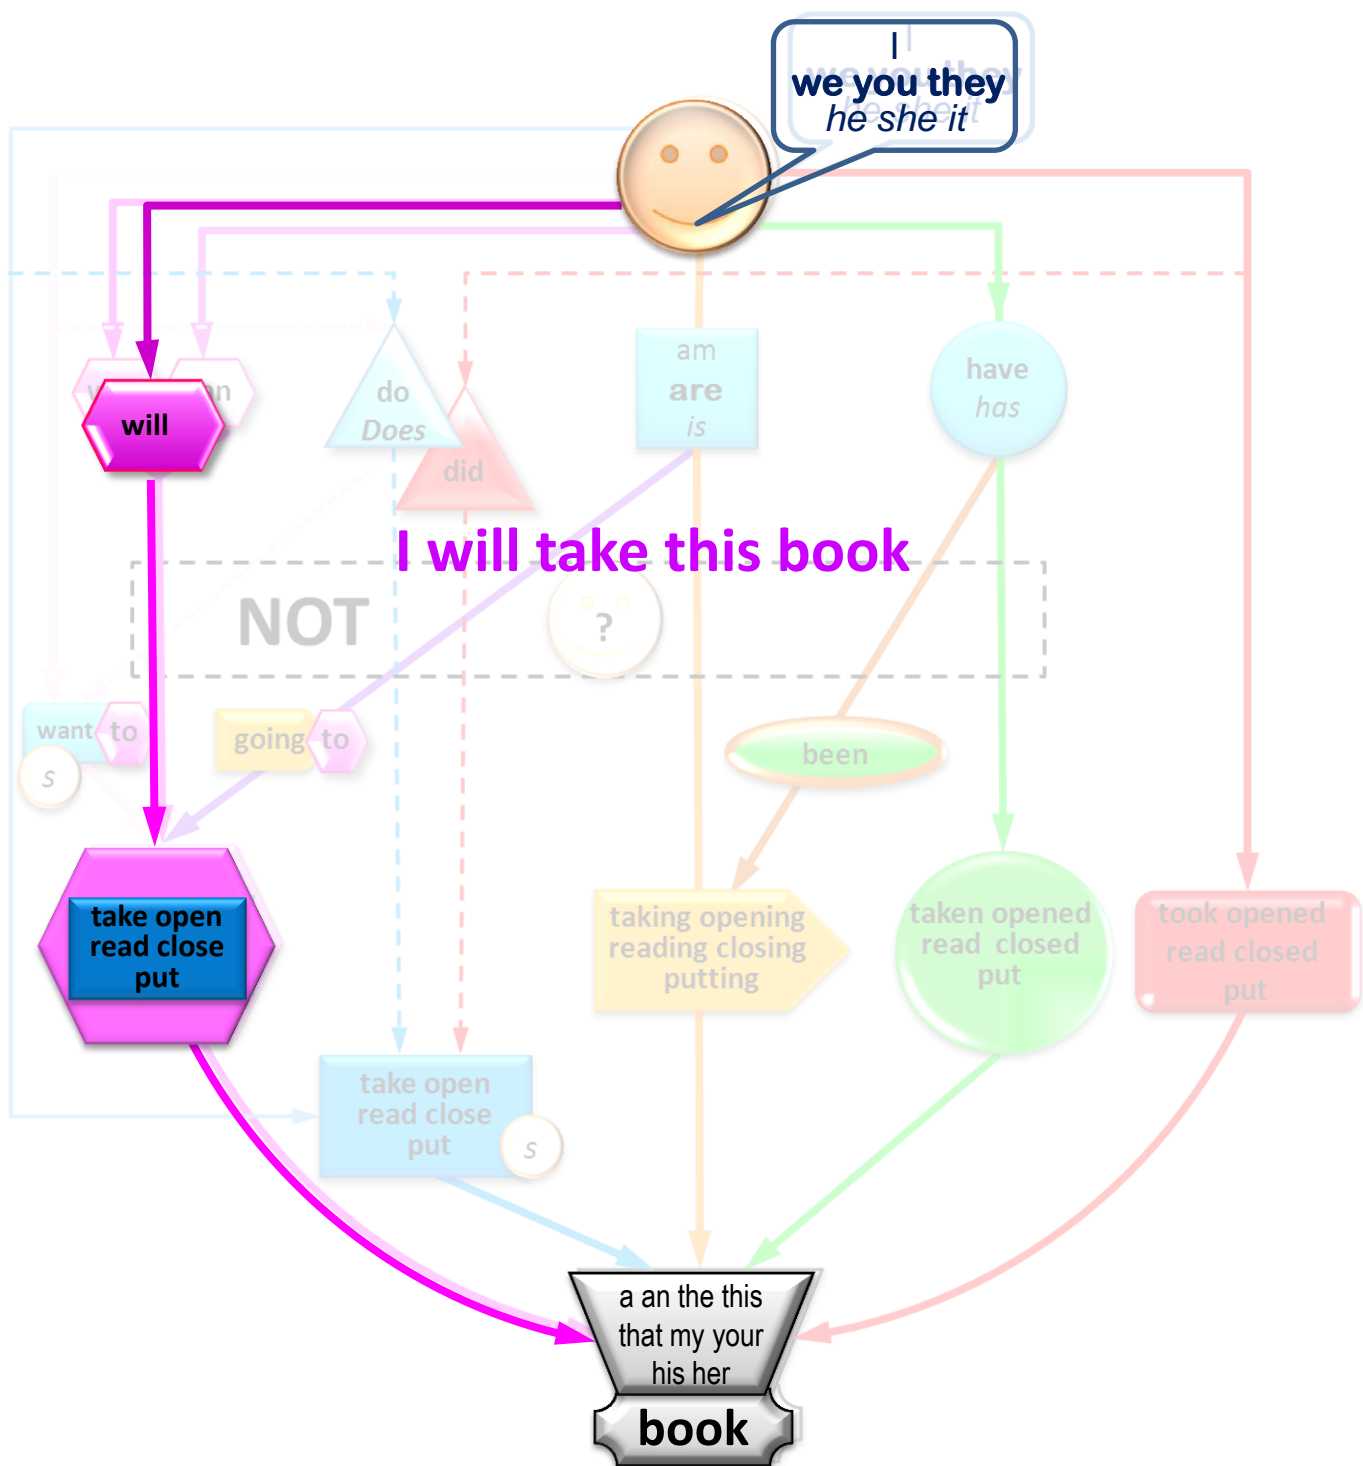 I
we you they
he she it
will
an
do
Does
did
am
are
is
have
has
I will take this book
NOT
?
want to
s
going to
been
take open
read close
put
taking opening
reading closing
putting
taken opened
read closed
put
took opened
read closed
put
take open
read close
put
s
a an the this
that my your
his her
book